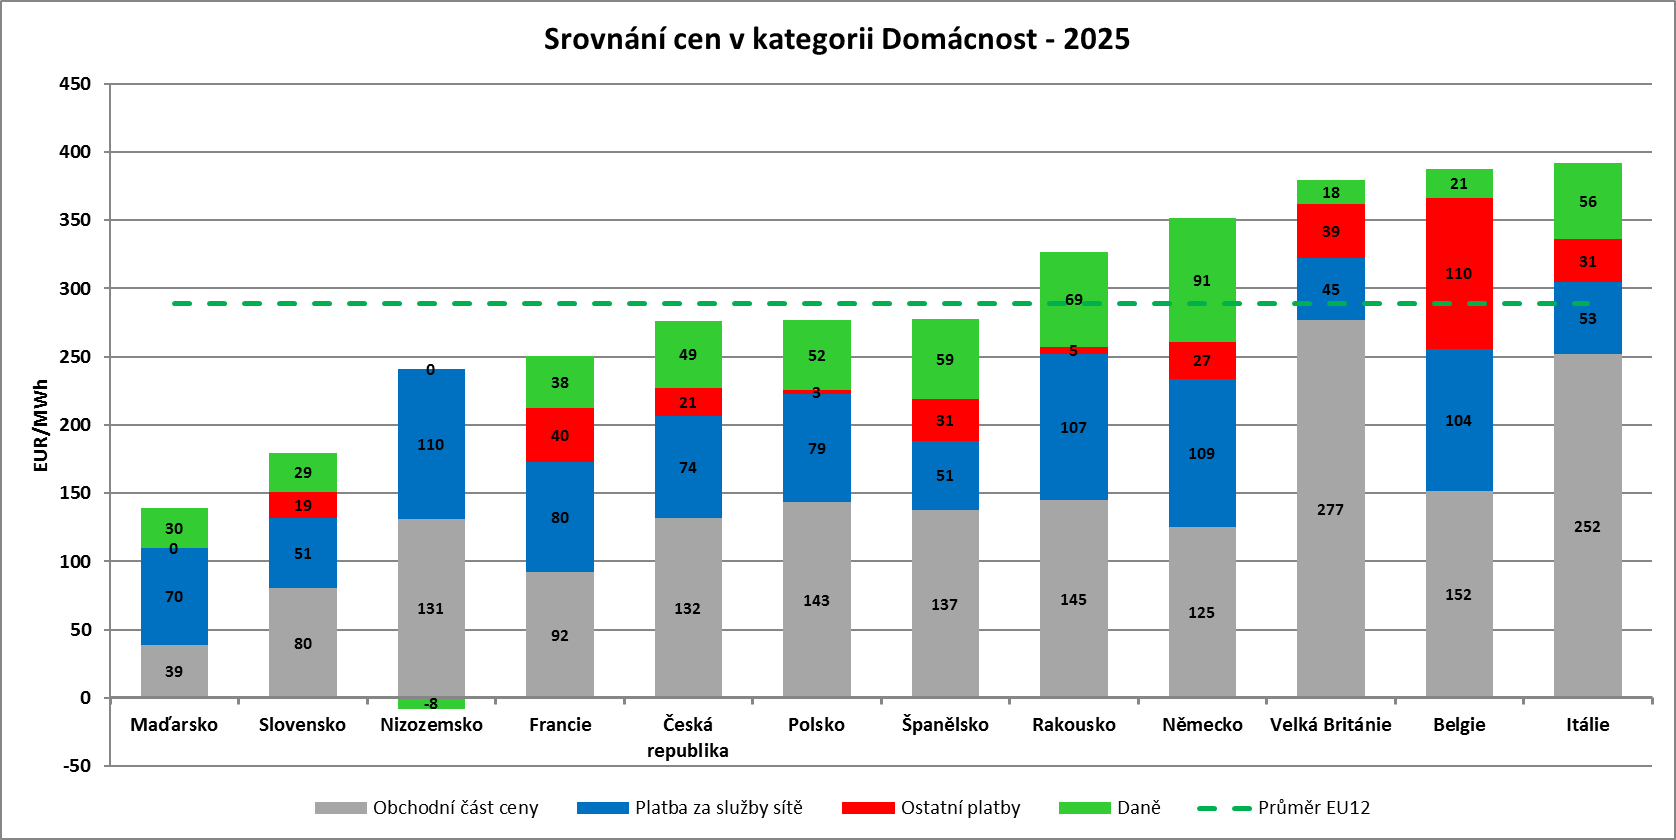 Srovnání cen v kategorii Domácnost - 2025
EUR/MWh
450
400
350
300
250
200
150
100
50
0
-50
39 70 0 30
80 51 19 29
131 110 0 -8
92 80 40 38
132 74 21 49
143 79 3 52
137 51 31 59
145 107 5 69
125 109 27 91
277 45 39 18
152 104 110 21
252 53 31 56
Maďarsko Slovensko Nizozemsko Francie Česká Polsko Španělsko Rakousko Německo Velká Británie Belgie Itálie
republika
Obchodní část ceny Platba za služby sítě Ostatní platby Daně Průměr EU12